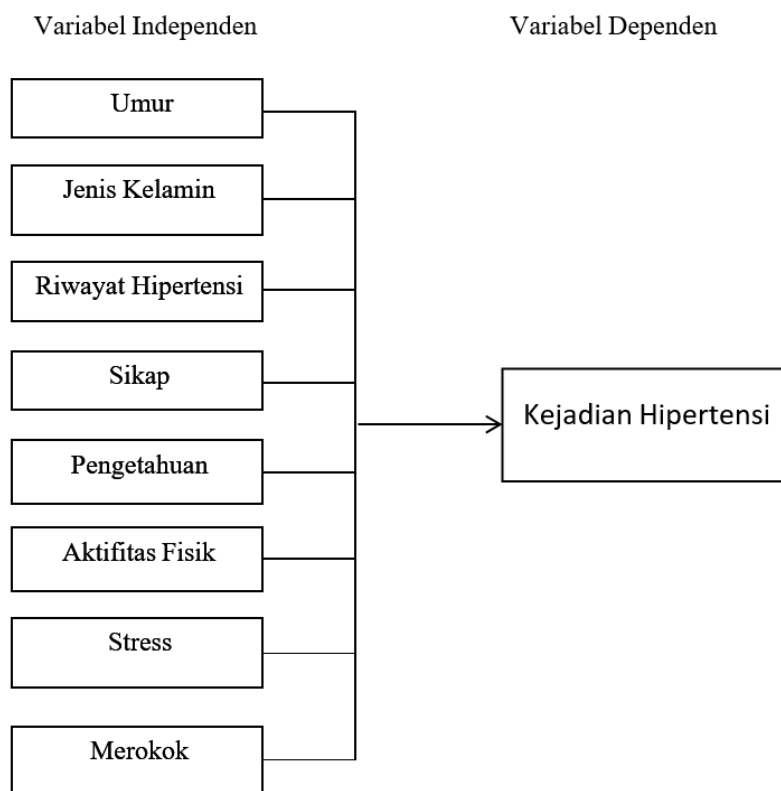 Variabel Independen
Variabel Dependen
Umur
Jenis Kelamin
Riwayat Hipertensi
Sikap
Pengetahuan
Aktifitas Fisik
Stress
Merokok
Kejadian Hipertensi